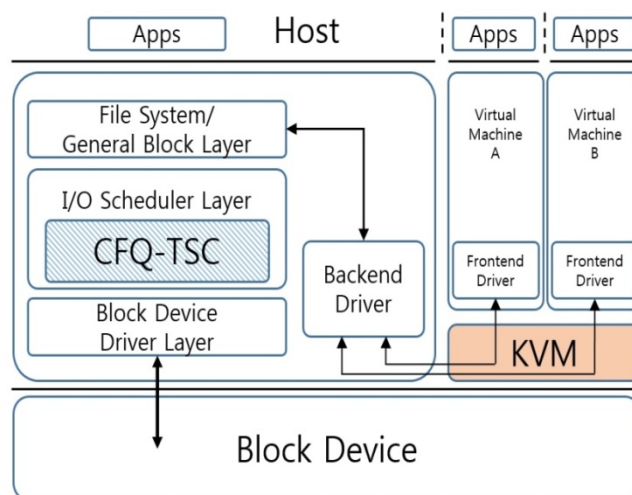 Apps
Host
Apps
Apps
File System/
General Block Layer
I/O Scheduler Layer
CFQ-TSC
Block Device
Driver Layer
Backend
Driver
Virtual
Machine
A
Virtual
Machine
B
Frontend
Driver
Frontend
Driver
KVM
Block Device